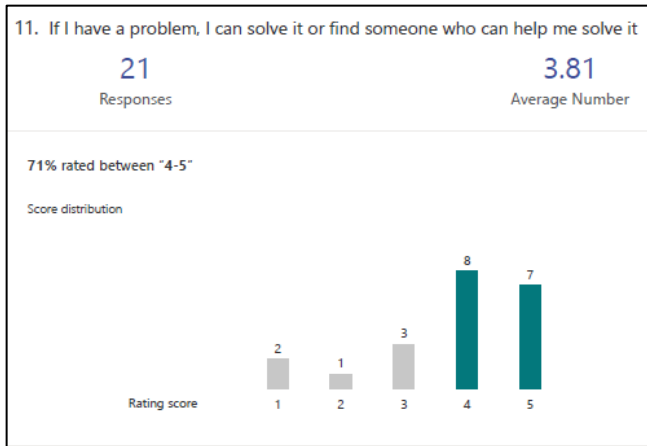 11. If I have a problem, I can solve it or find someone who can help me solve it
21
Responses
3.81
Average Number
71% rated between "4-5"
Score distribution
2
1
3
8
7
Rating score
1
2
3
4
5